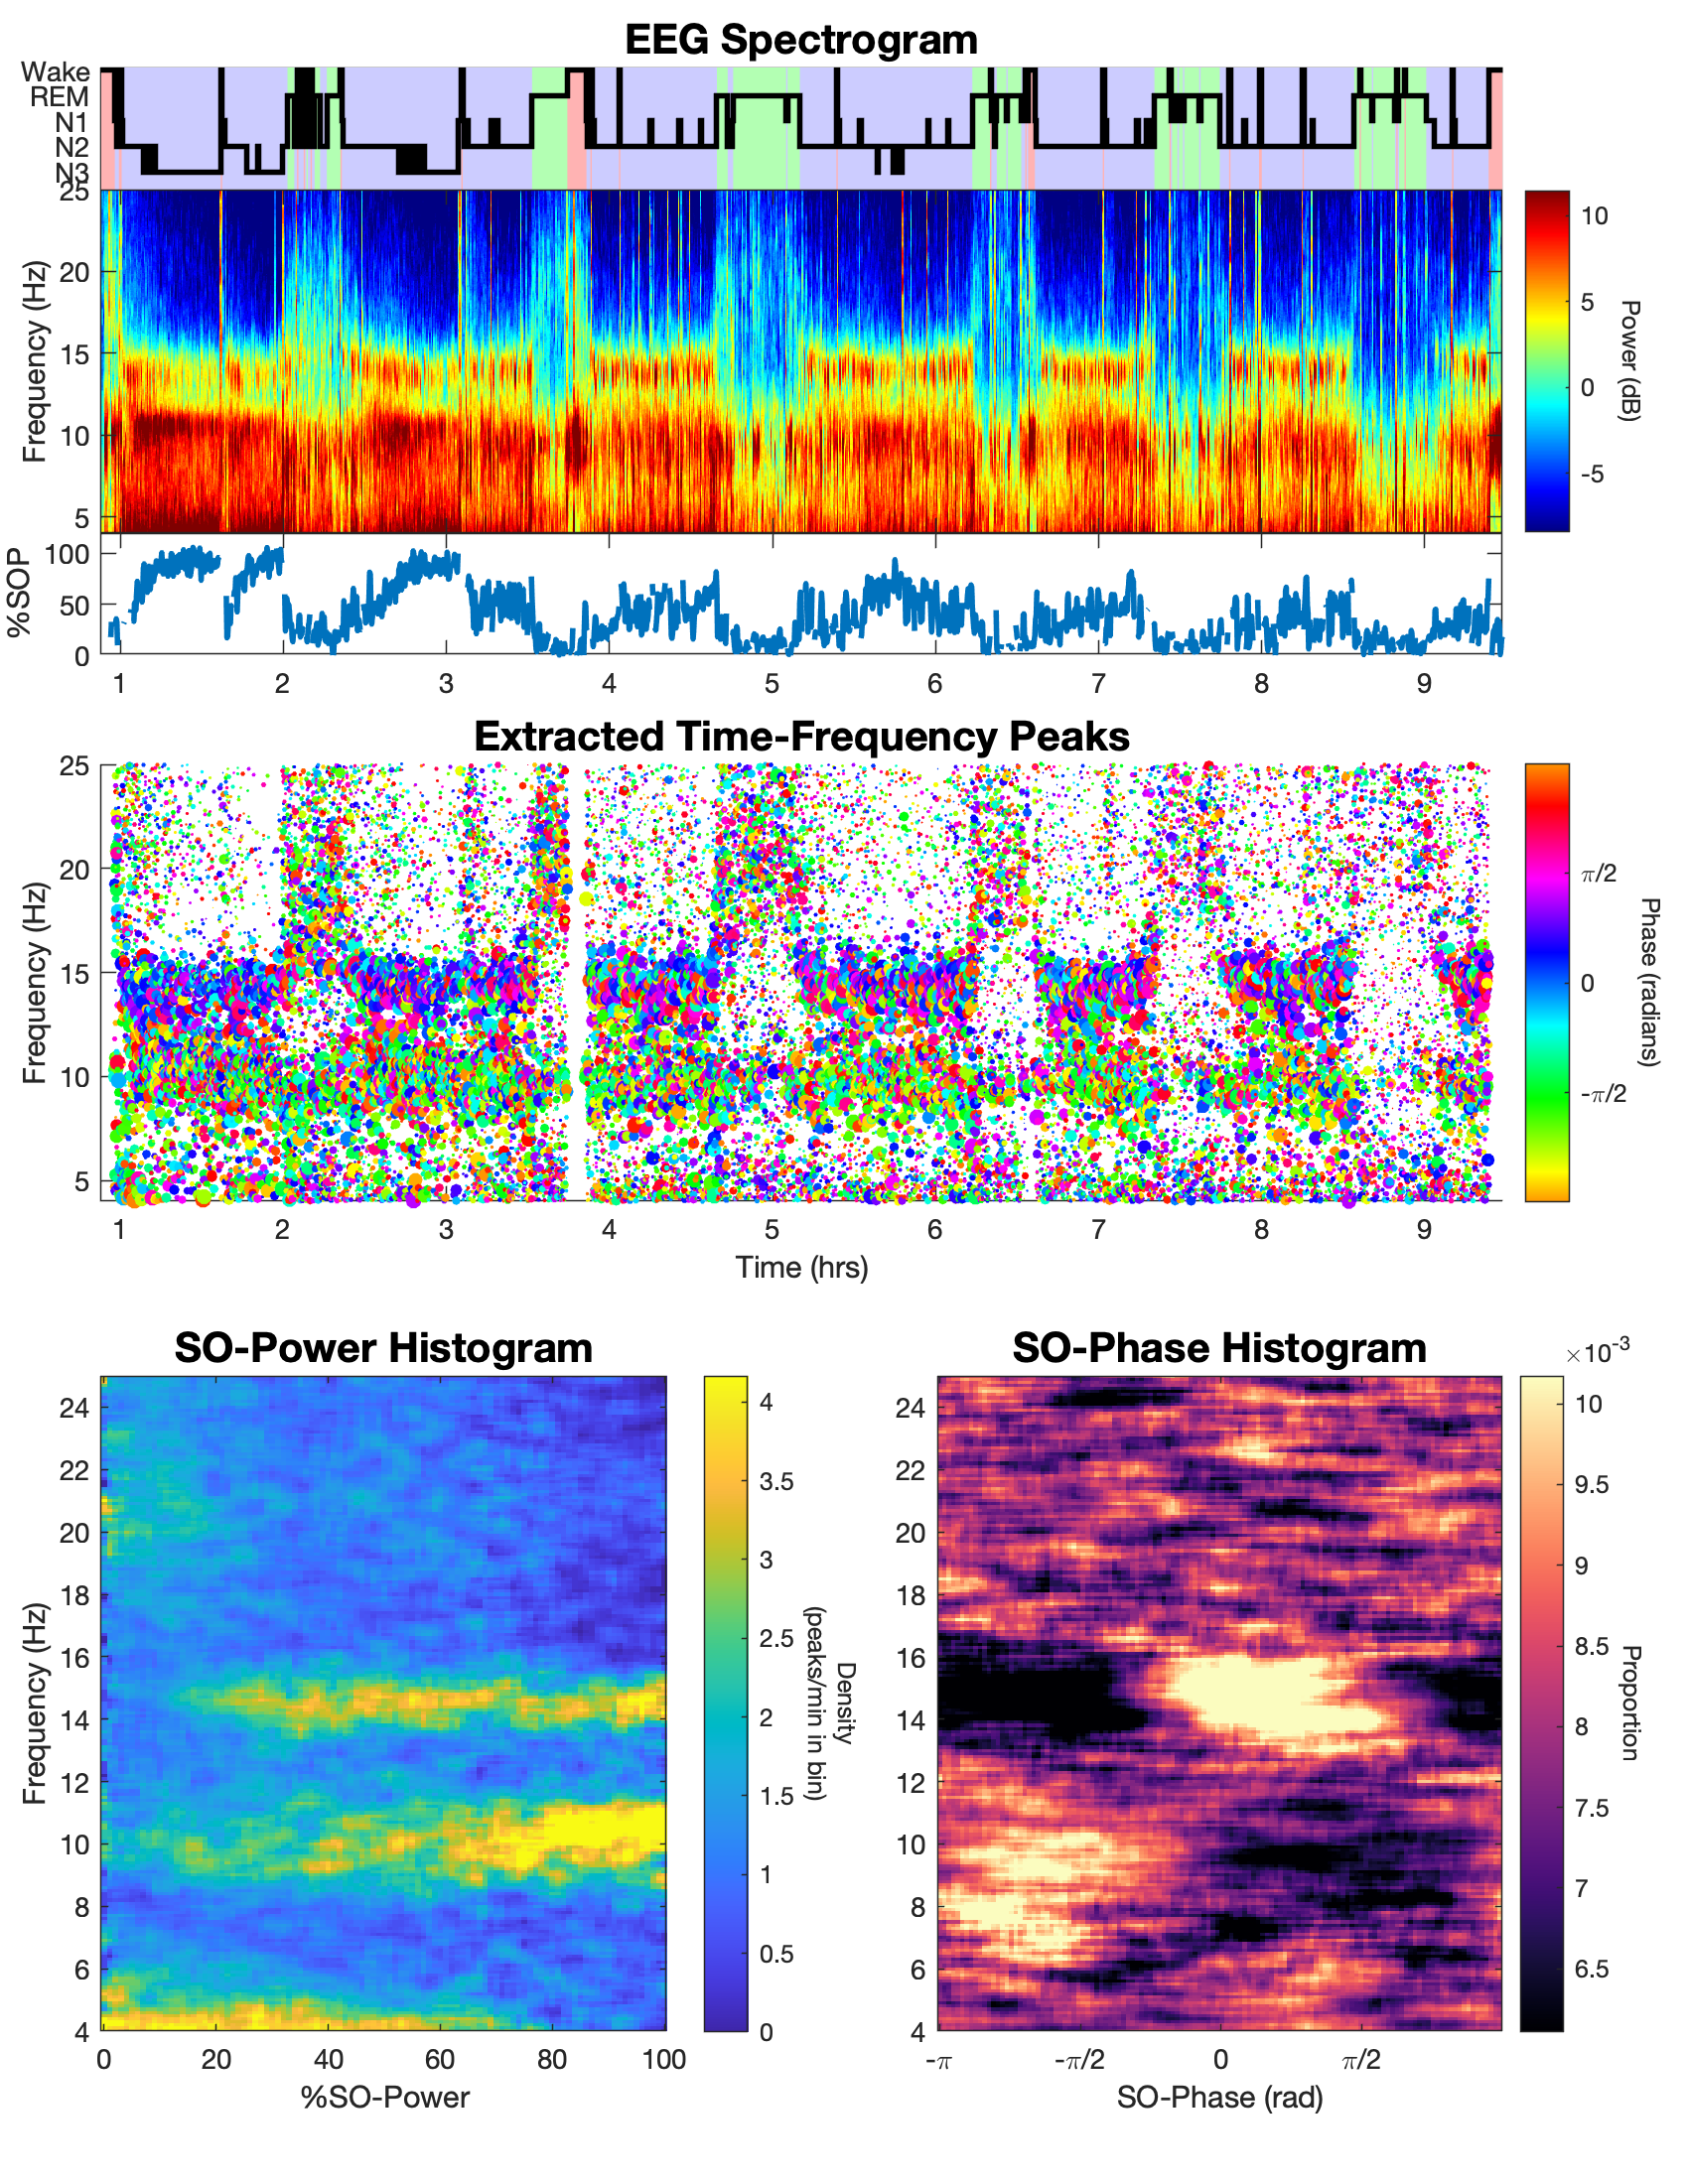 EEG Spectrogram
Wake
REM
N1
N2
N3
25
20
15
10
5
Frequency (Hz)
10
5
0
-5
Power (dB)
100
50
0
%SOP
1 2 3 4 5 6 7 8 9
Extracted Time-Frequency Peaks
25
20
15
10
5
Frequency (Hz)
π/2
0
-π/2
Phase (radians)
1 2 3 4 5 6 7 8 9
Time (hrs)
SO-Power Histogram
24
22
20
18
16
14
12
10
8
6
4
Frequency (Hz)
0 20 40 60 80 100
%SO-Power
4
3.5
3
2.5
2
1.5
1
0.5
0
Density
(peaks/min in bin)
SO-Phase Histogram
24
22
20
18
16
14
12
10
8
6
4
-π -π/2 0 π/2
SO-Phase (rad)
×10-3
10
9.5
9
8.5
8
7.5
7
6.5
Proportion